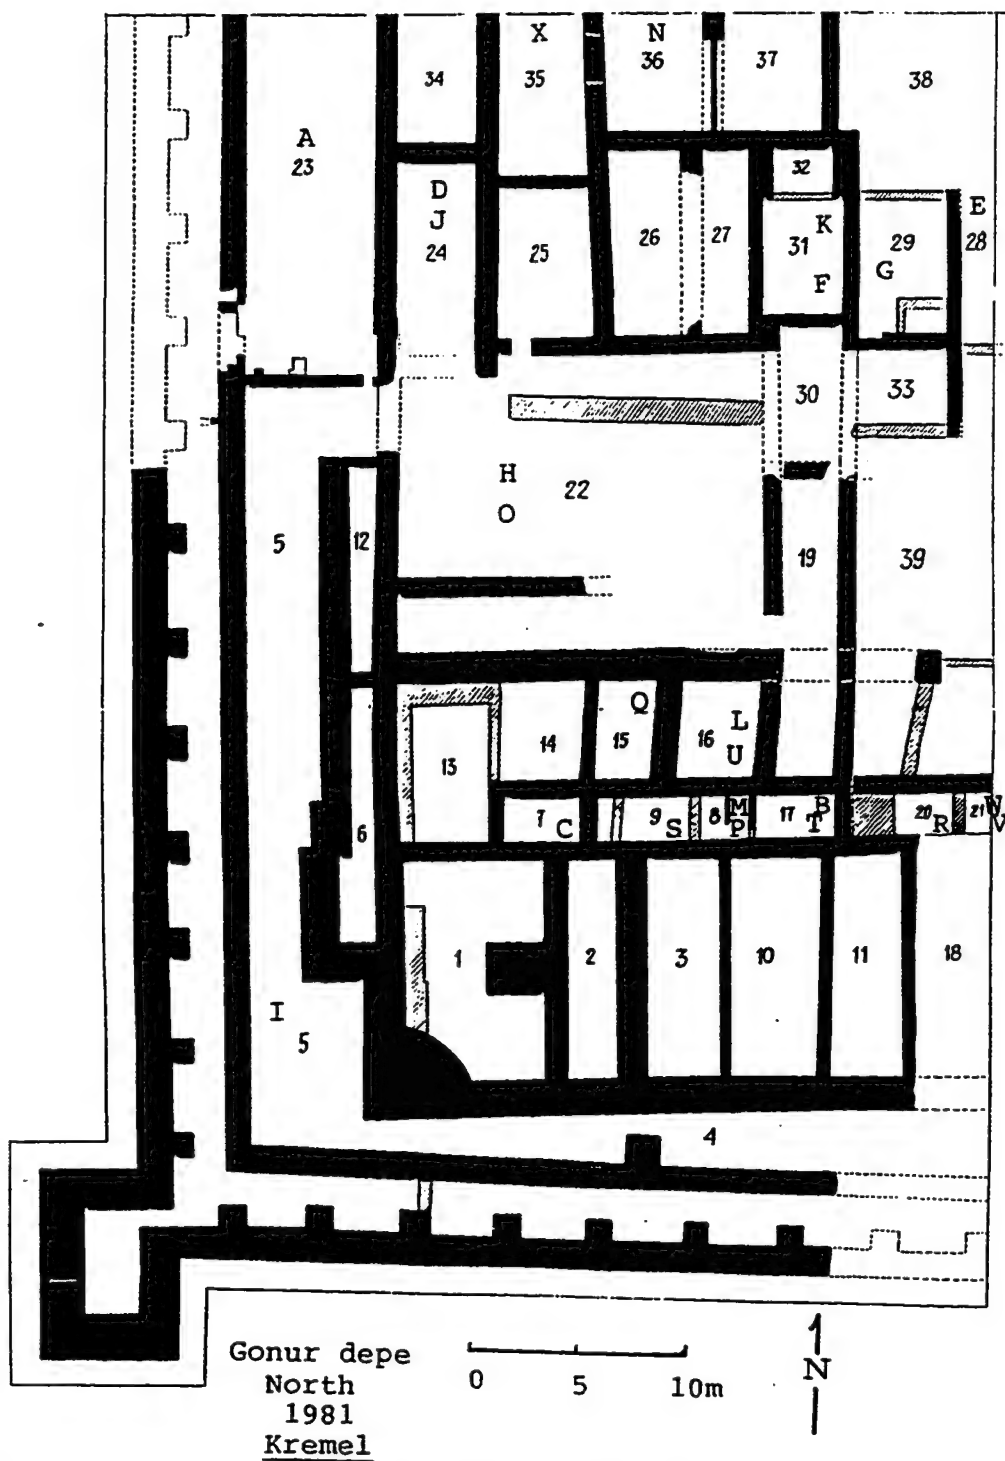 X
N
34
35
36
37
38
A
23
D
J
24
25
26
27
32
31
K
F
29
G
E
28
30
33
H
O
22
5
12
19
39
13
14
Q
15
16
L
U
6
7
C
9
S
8
M
P
17
B
T
20
R
21
W
V
1
2
3
10
11
18
I
5
4
Gonur depe
North
1981
Kremel
0 5 10m
N